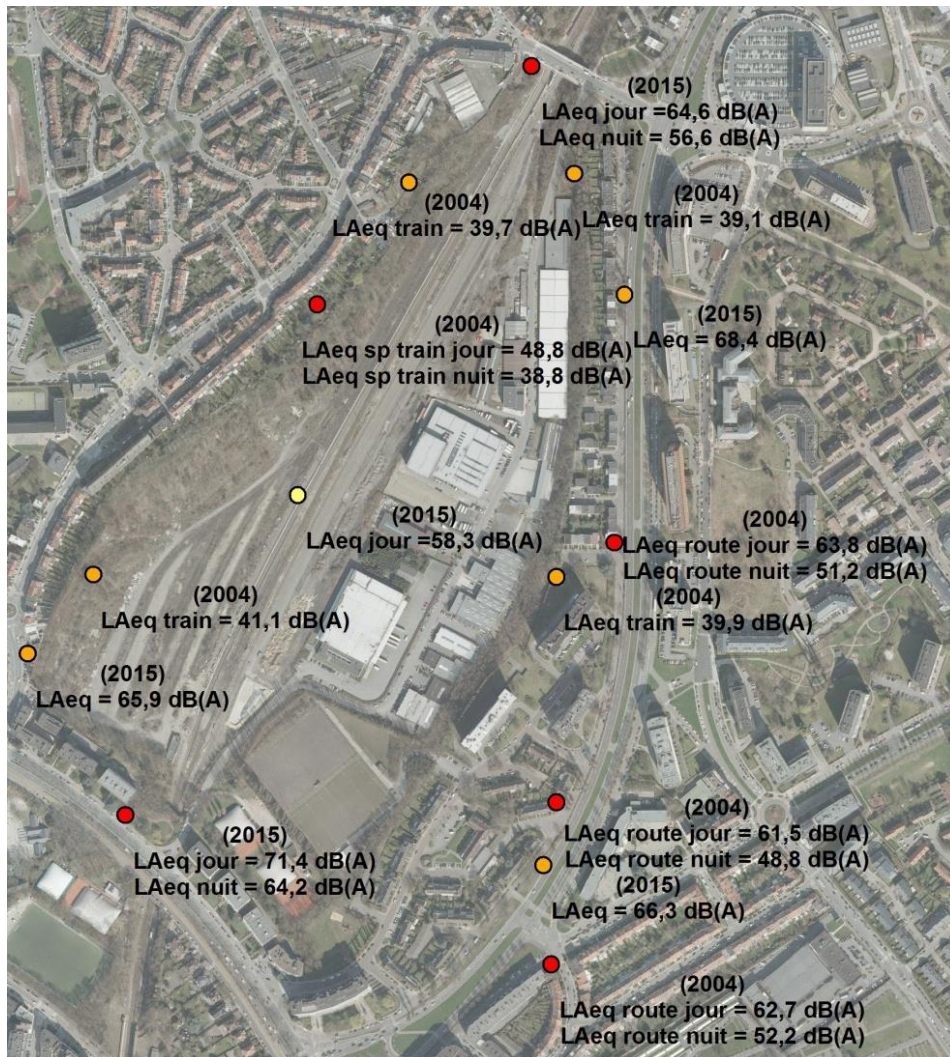 (2015)
LAeq jour =64,6 dB(A)
LAeq nuit = 56,6 dB(A)
(2004)
LAeq train = 39,7 dB(A)
(2004)
LAeq train = 39,1 dB(A)
(2004)
LAeq sp train jour = 48,8 dB(A)
LAeq sp train nuit = 38,8 dB(A)
(2015)
LAeq = 68,4 dB(A)
(2015)
LAeq jour =58,3 dB(A)
(2004)
LAeq route jour = 63,8 dB(A)
LAeq route nuit = 51,2 dB(A)
(2004)
LAeq train = 41,1 dB(A)
(2004)
LAeq train = 39,9 dB(A)
(2015)
LAeq = 65,9 dB(A)
(2015)
LAeq jour = 71,4 dB(A)
LAeq nuit = 64,2 dB(A)
(2004)
LAeq route jour = 61,5 dB(A)
LAeq route nuit = 48,8 dB(A)
(2015)
LAeq = 66,3 dB(A)
(2004)
LAeq route jour = 62,7 dB(A)
LAeq route nuit = 52,2 dB(A)